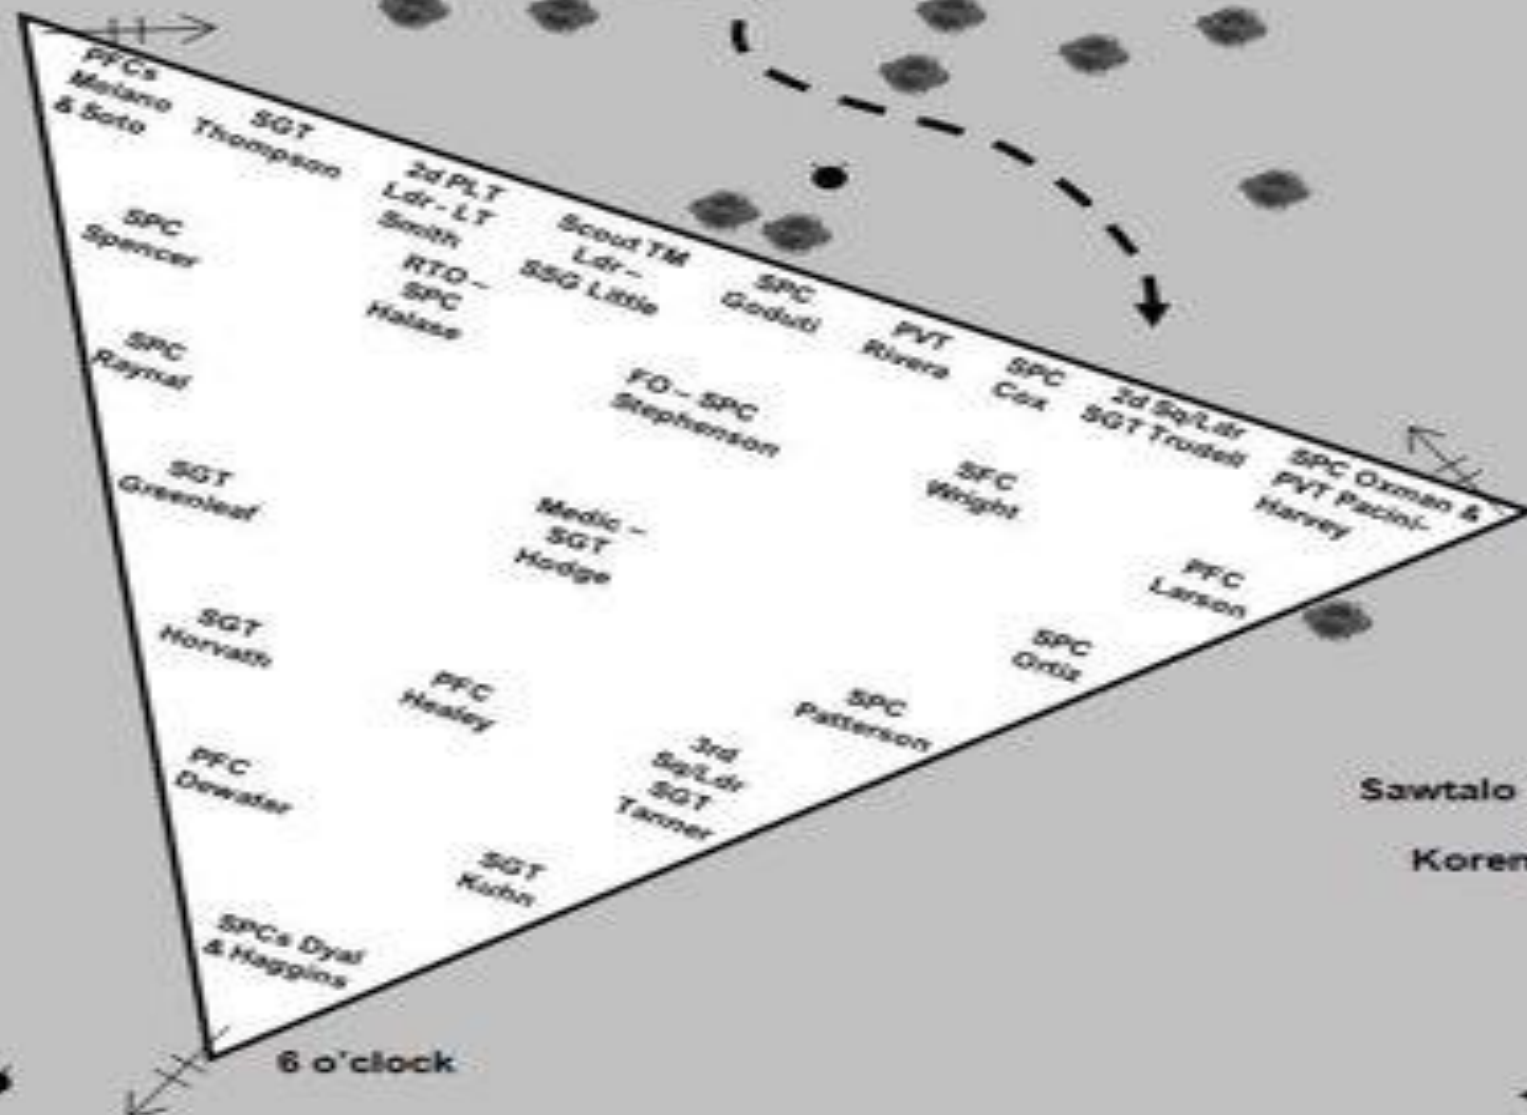 PFCs
Melano
& Soto
SGT
Thompson
2d PLT
Ldr - LT
Smith
RTO –
SPC
Halase
Scout TM
Ldr –
SSG Little
SPC
Goduti
PVT
Rivera
SPC
Cox
2d Sq/Ldr
SGT Trudell
SPC Oxman &
PVT Pacini-
Harvey
SPC
Spencer
SPC
Raynal
FO – SPC
Stephenson
SFC
Wright
SGT
Greenleaf
Medic –
SGT
Hodge
PFC
Larson
SGT
Horvath
SPC
Ortiz
PFC
Healey
SPC
Patterson
3rd
Sq/Ldr
SGT
Tanner
PFC
Dewater
SGT
Kuhn
SPCs Dyal
& Haggins
6 o'clock
Sawtalo
Koren